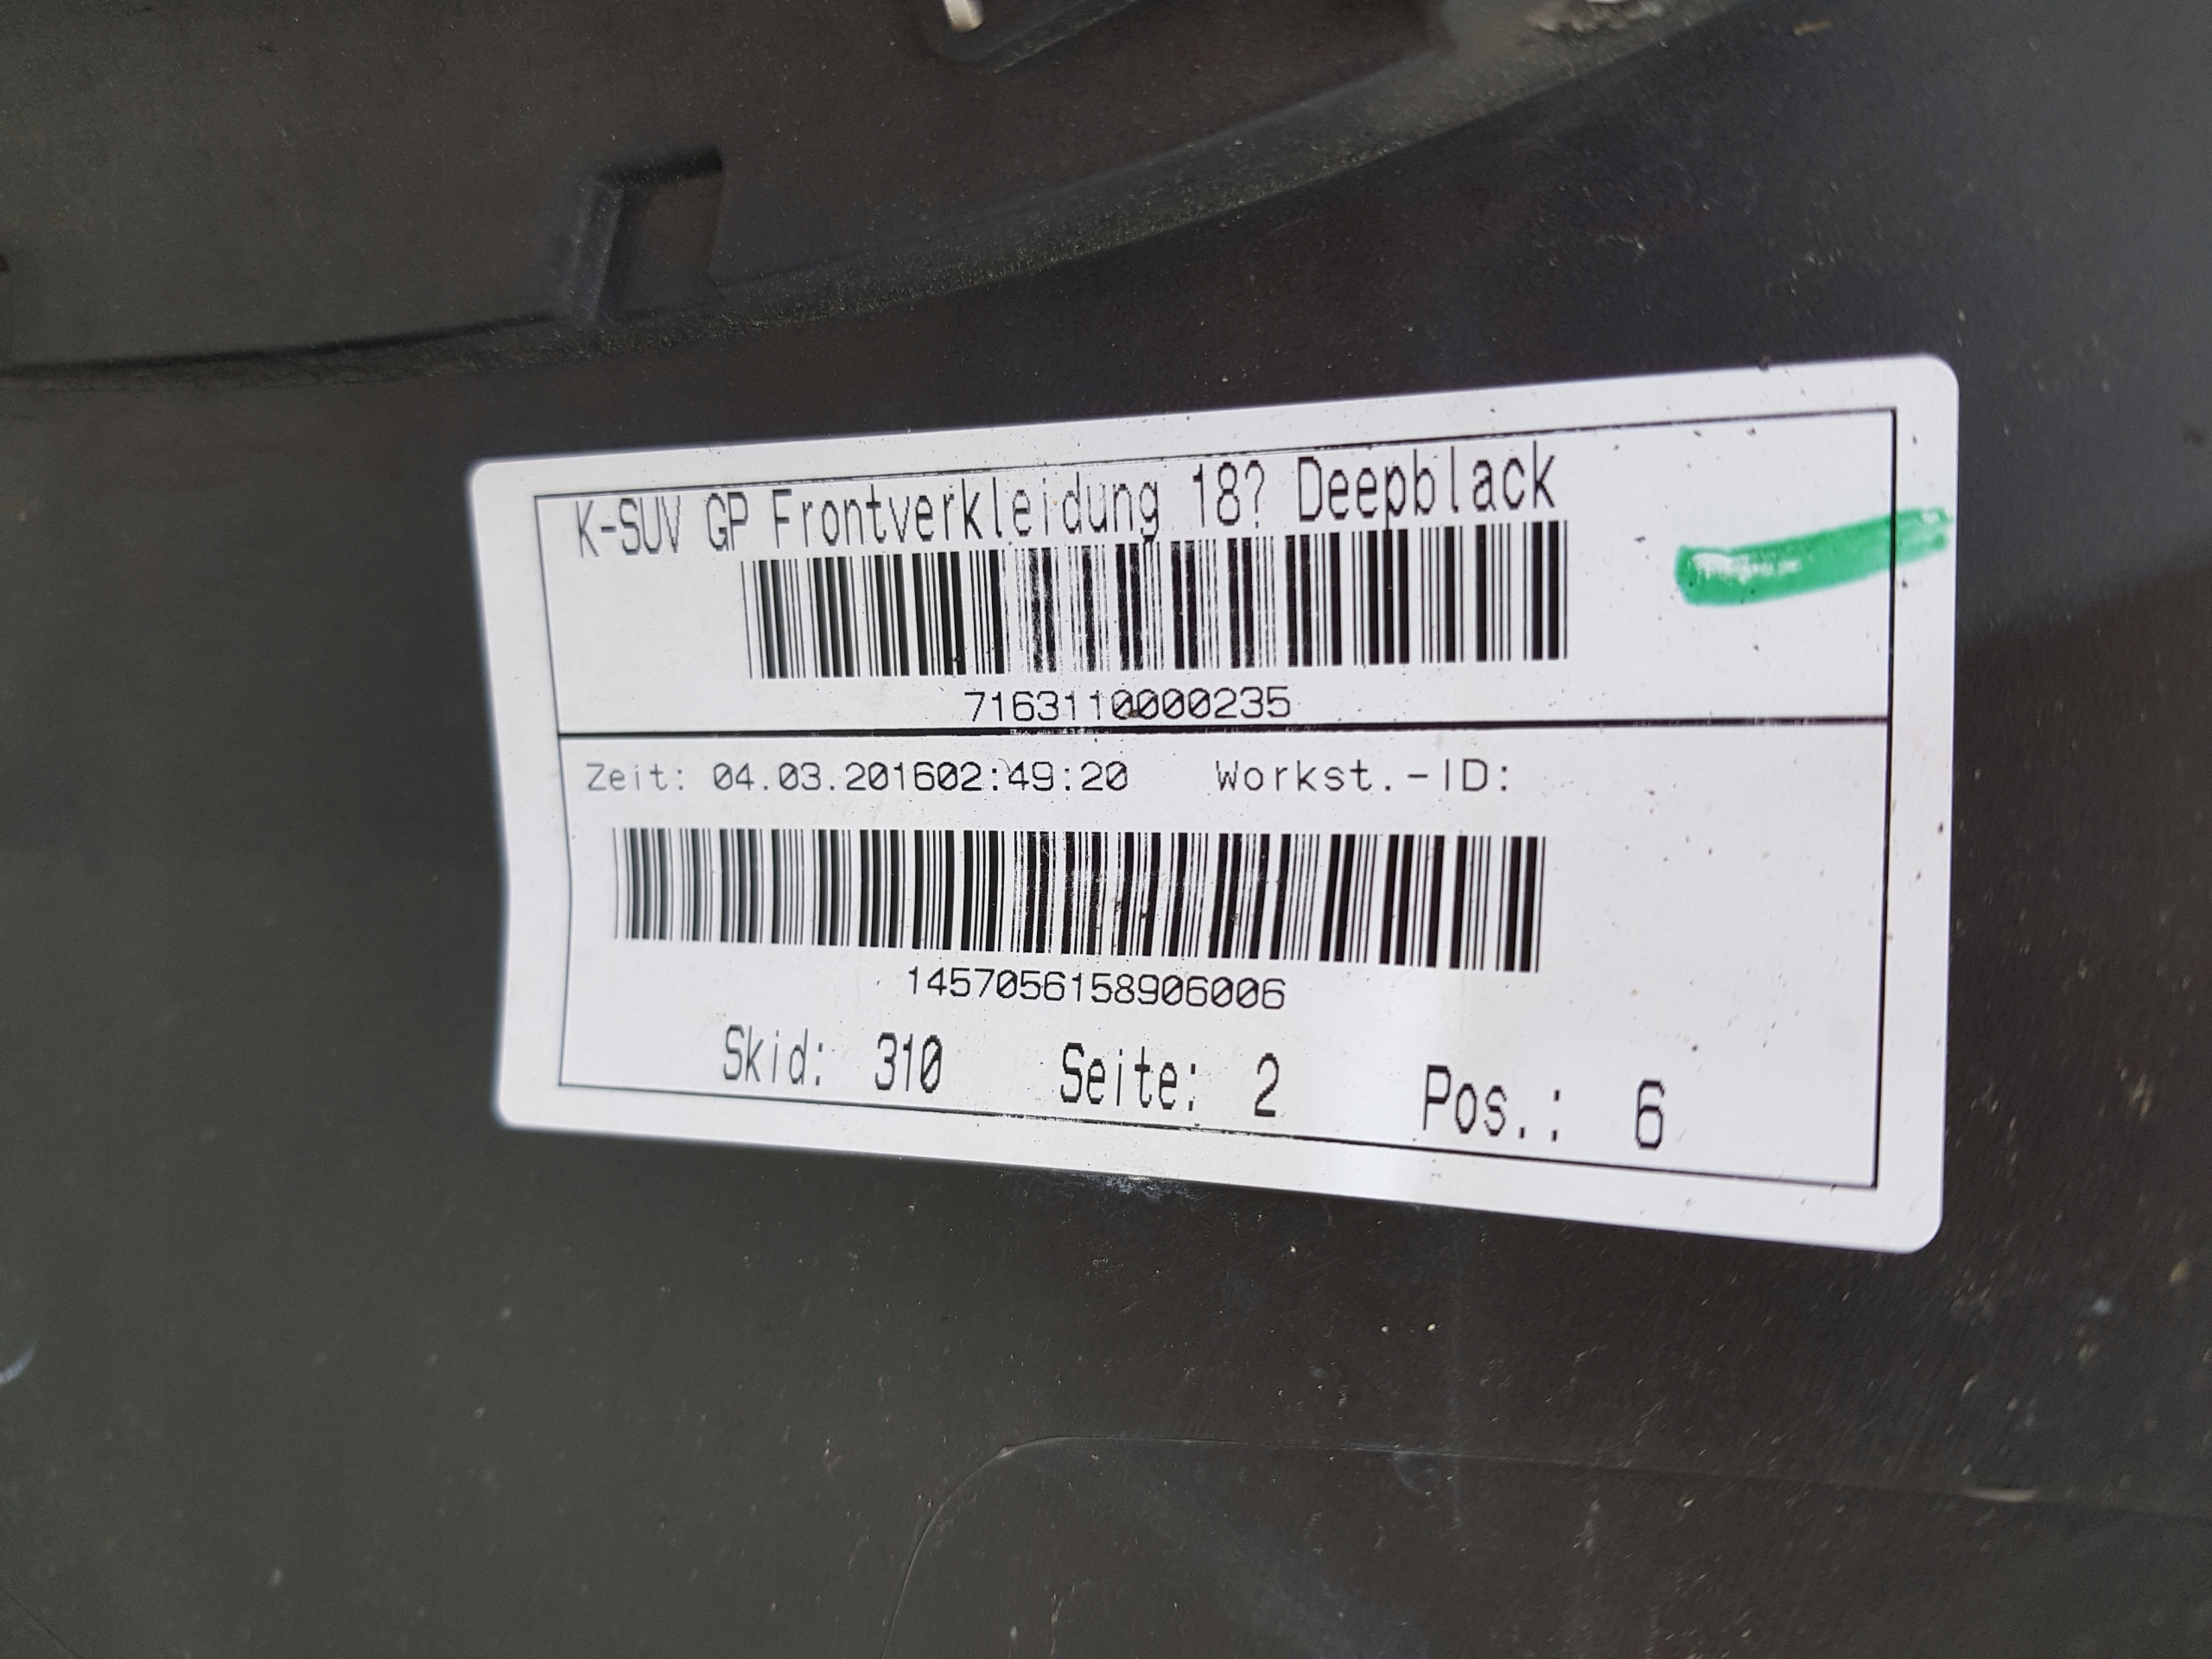 K-SUV GP Frontverkleidung 18? Deepblack
7163110000235
Zeit: 04.03.201602:49:20 Workst.-ID:
1457056158906006
Skid: 310 Seite: 2 Pos.: 6